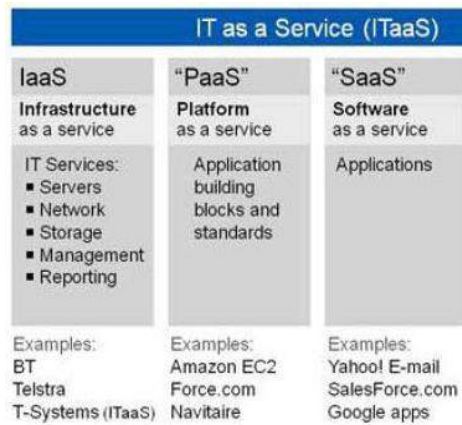 IT as a Service (ITaaS)
IaaS
Infrastructure
as a service
IT Services:
▪ Servers
▪ Network
▪ Storage
▪ Management
▪ Reporting
Examples:
BT
Telstra
T-Systems (ITaaS)
“PaaS”
Platform
as a service
Application
building
blocks and
standards
Examples:
Amazon EC2
Force.com
Navitaire
“SaaS”
Software
as a service
Applications
Examples:
Yahoo! E-mail
SalesForce.com
Google apps